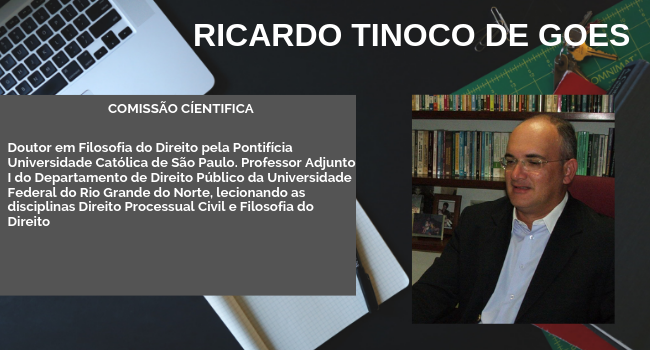 RICARDO TINOCO DE GOES
COMISSÃO CÍENTIFICA
Doutor em Filosofia do Direito pela Pontifícia
Universidade Católica de São Paulo. Professor Adjunto
I do Departamento de Direito Público da Universidade
Federal do Rio Grande do Norte, lecionando as
disciplinas Direito Processual Civil e Filosofia do
Direito
OMNIMAT